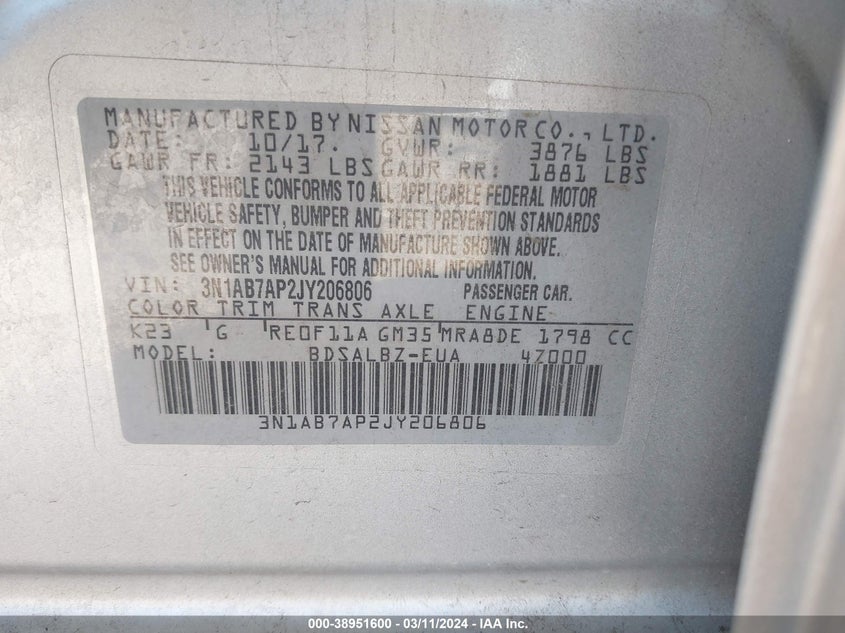 MANUFACTURED BY NISSAN MOTOR CO., LTD.
DATE: 10/17. GVWR: 3876 LBS
GAWR FR: 2143 LBS GAWR RR: 1881 LBS
THIS VEHICLE CONFORMS TO ALL APPLICABLE FEDERAL MOTOR
VEHICLE SAFETY, BUMPER AND THEFT PREVENTION STANDARDS
IN EFFECT ON THE DATE OF MANUFACTURE SHOWN ABOVE.
SEE OWNER'S MANUAL FOR ADDITIONAL INFORMATION.
VIN: 3N1AB7AP2JY206806 PASSENGER CAR.
COLOR TRIM TRANS AXLE ENGINE
K23 G RE0F11A GM35 MRA8DE 1798 CC
MODEL: BDSALBZ-EUA 4Z000
3N1AB7AP2JY206806
000-38951600 — 03/11/2024 — IAA Inc.